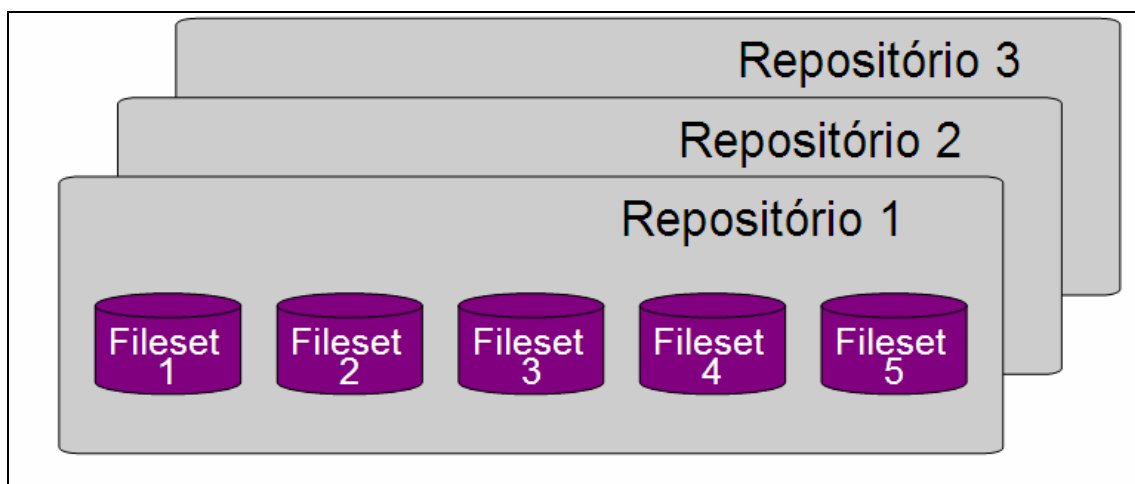 Repositório 3
Repositório 2
Repositório 1
Fileset
1
Fileset
2
Fileset
3
Fileset
4
Fileset
5